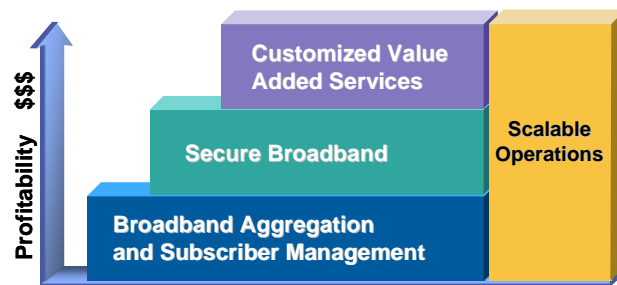 Profitability $$$
Customized Value
Added Services
Secure Broadband
Scalable
Operations
Broadband Aggregation
and Subscriber Management